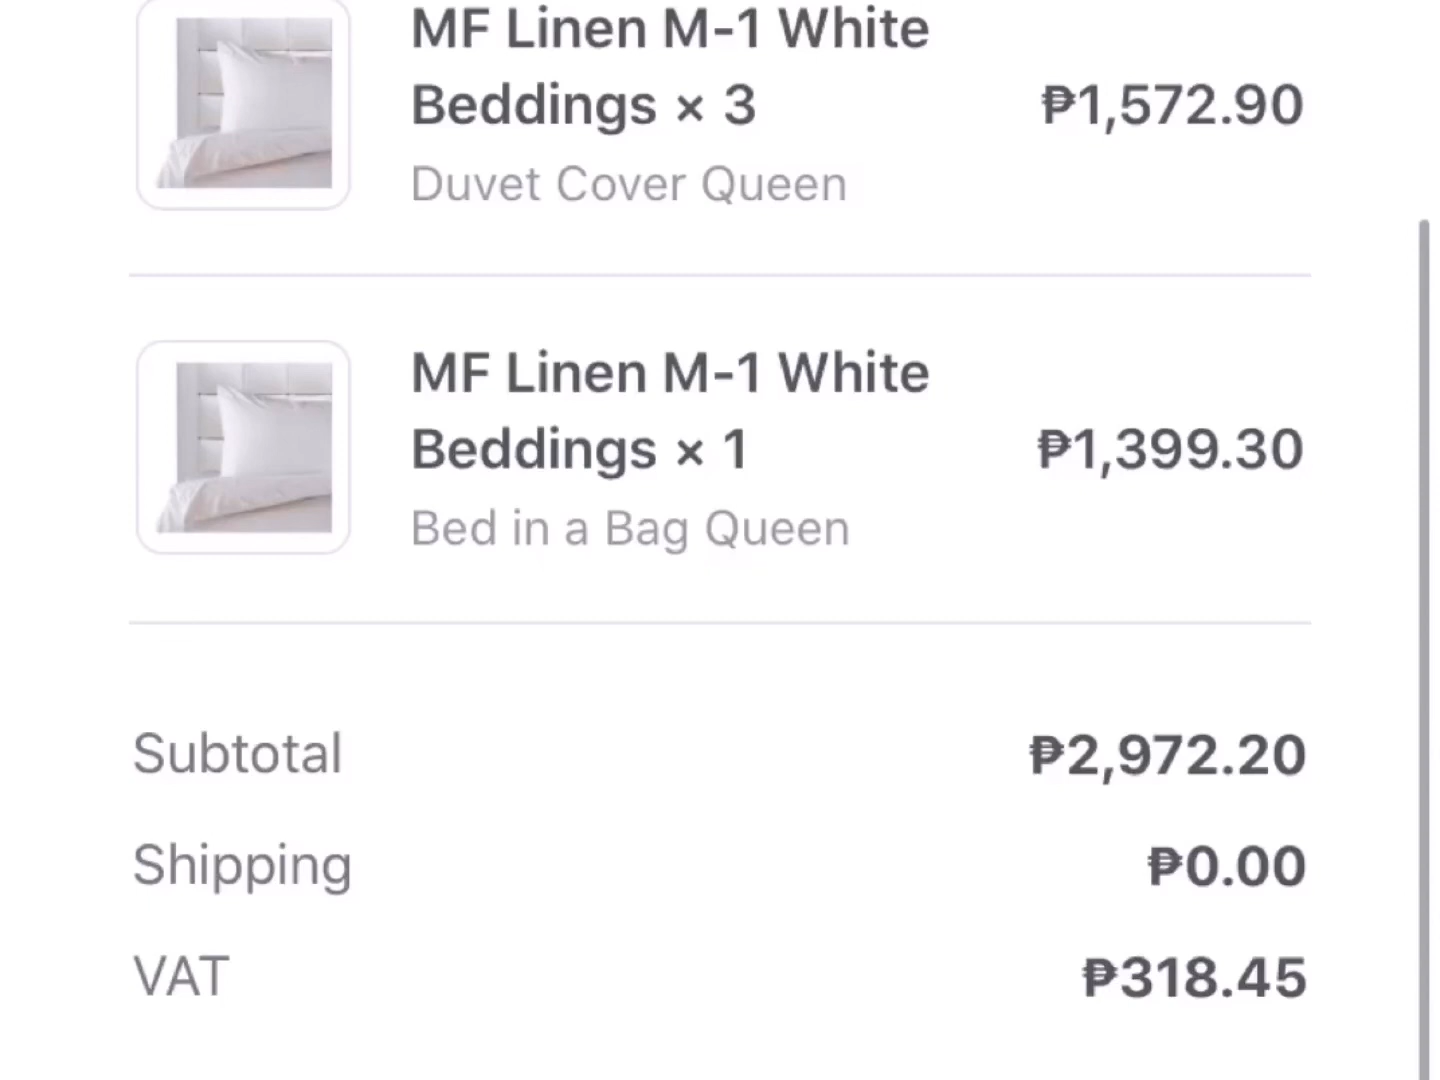 MF Linen M-1 White
Beddings × 3
₱1,572.90
Duvet Cover Queen
MF Linen M-1 White
Beddings × 1
₱1,399.30
Bed in a Bag Queen
Subtotal
₱2,972.20
Shipping
₱0.00
VAT
₱318.45